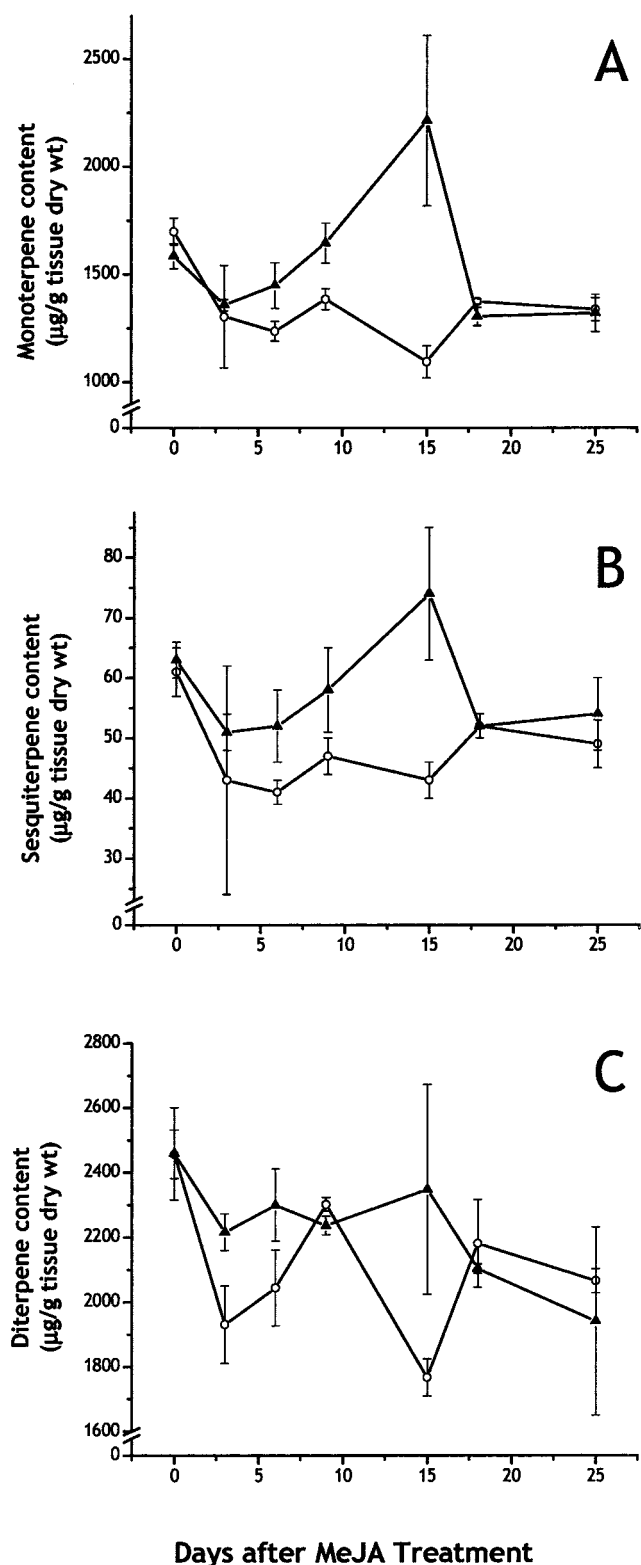 A
Monoterpene content
(µg/g tissue dry wt)
2500
2000
1500
1000
0
0 5 10 15 20 25
B
Sesquiterpene content
(µg/g tissue dry wt)
80
70
60
50
40
30
0
0 5 10 15 20 25
C
Diterpene content
(µg/g tissue dry wt)
2800
2600
2400
2200
2000
1800
1600
0
0 5 10 15 20 25
Days after MeJA Treatment